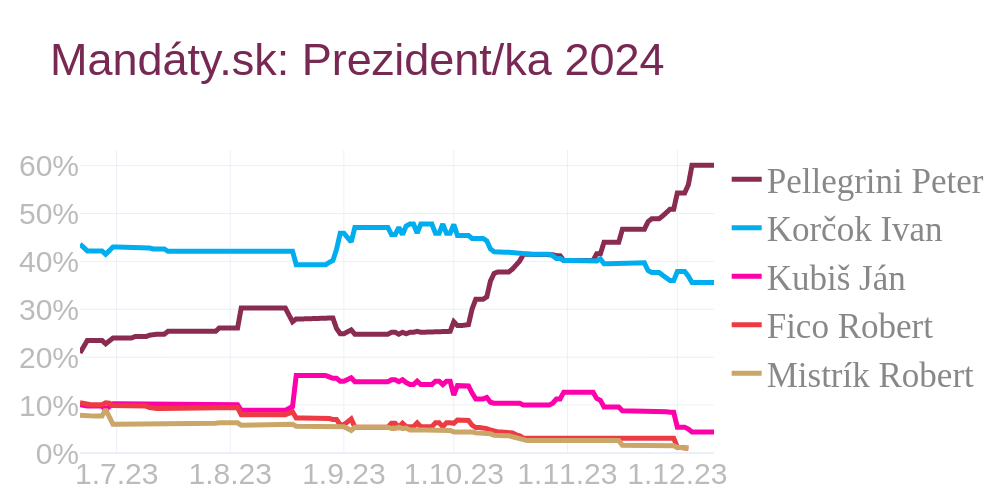 Mandáty.sk: Prezident/ka 2024
60%
50%
40%
30%
20%
10%
0%
1.7.23 1.8.23 1.9.23 1.10.23 1.11.23 1.12.23
Pellegrini Peter
Korčok Ivan
Kubiš Ján
Fico Robert
Mistrík Robert